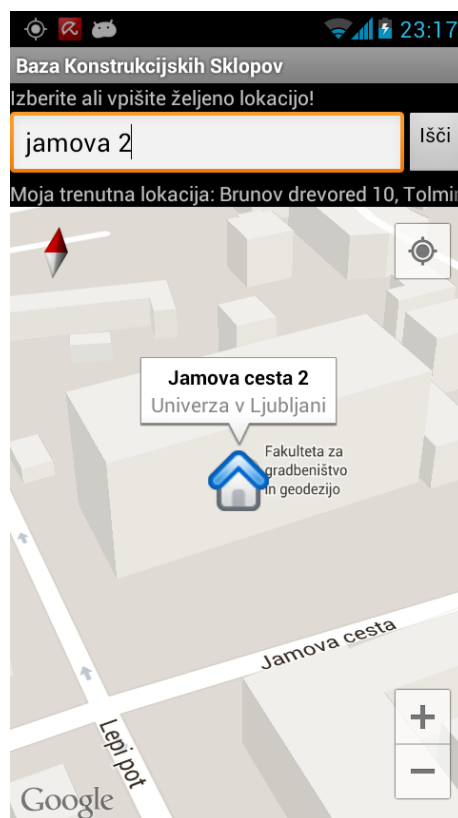 23:17
Baza Konstrukcijskih Sklopov
Izberite ali vpišite željeno lokacijo!
jamova 2
Išči
Moja trenutna lokacija: Brunov drevored 10, Tolmin
Jamova cesta 2
Univerza v Ljubljani
Fakulteta za
gradbeništvo
in geodezijo
Jamova cesta
Lepi pot
+
−
Google